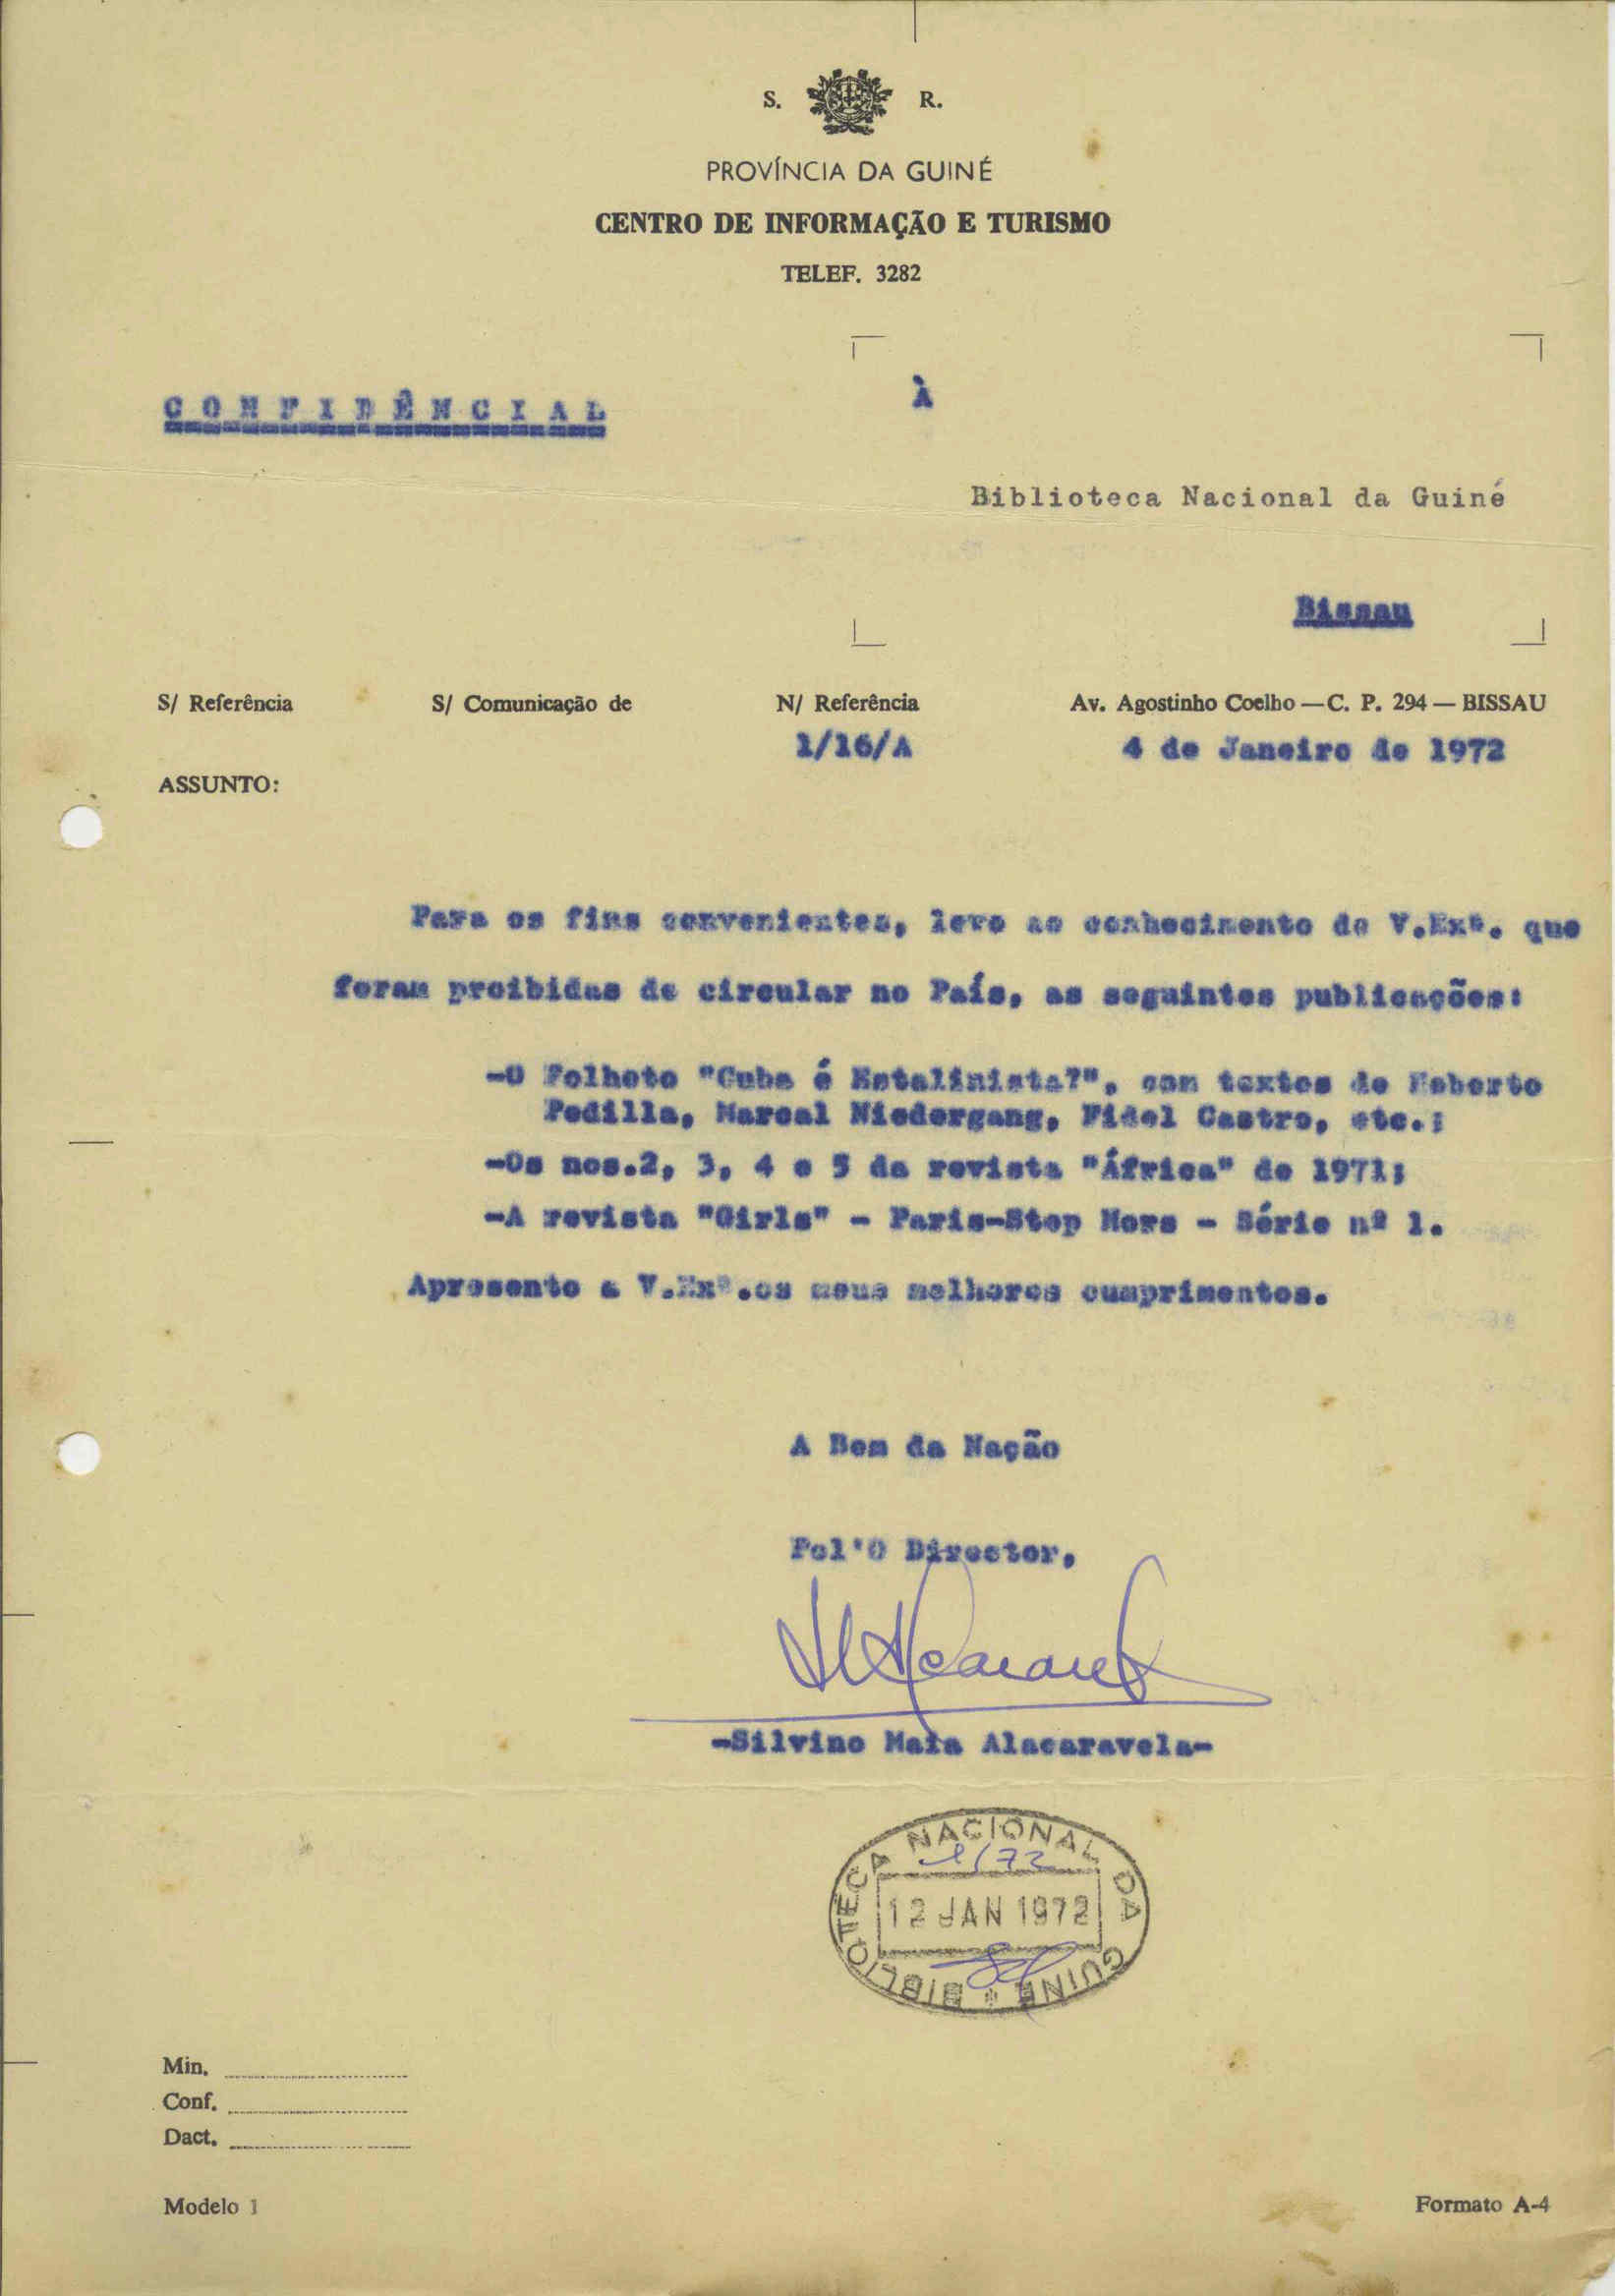 S. R.
PROVÍNCIA DA GUINÉ
CENTRO DE INFORMAÇÃO E TURISMO
TELEF. 3282
CONFIDÊNCIAL
À
Biblioteca Nacional da Guiné
Bissau
S/ Referência S/ Comunicação de N/ Referência Av. Agostinho Coelho — C. P. 294 — BISSAU
1/16/A 4 de Janeiro de 1972
ASSUNTO:
Para os fins convenientes, levo ao conhecimento de V.Exª. que
foram proibidas de circular no País, as seguintes publicações:
-O Folheto "Cuba é Estalinista?", com textos de Heberto
Pedilla, Marcel Niedergang, Fidel Castro, etc.;
-Os nos.2, 3, 4 e 5 da revista "África" de 1971;
-A revista "Girls" - Paris-Stop Hors - Série nº 1.
Apresento a V.Exª.os meus melhores cumprimentos.
A Bem da Nação
Pel'O Director,
-Silvino Maia Alacaravela-
BIBLIOTECA NACIONAL DA GUINÉ
1/72
12 JAN 1972
Min.
Conf.
Dact.
Modelo 1 Formato A-4